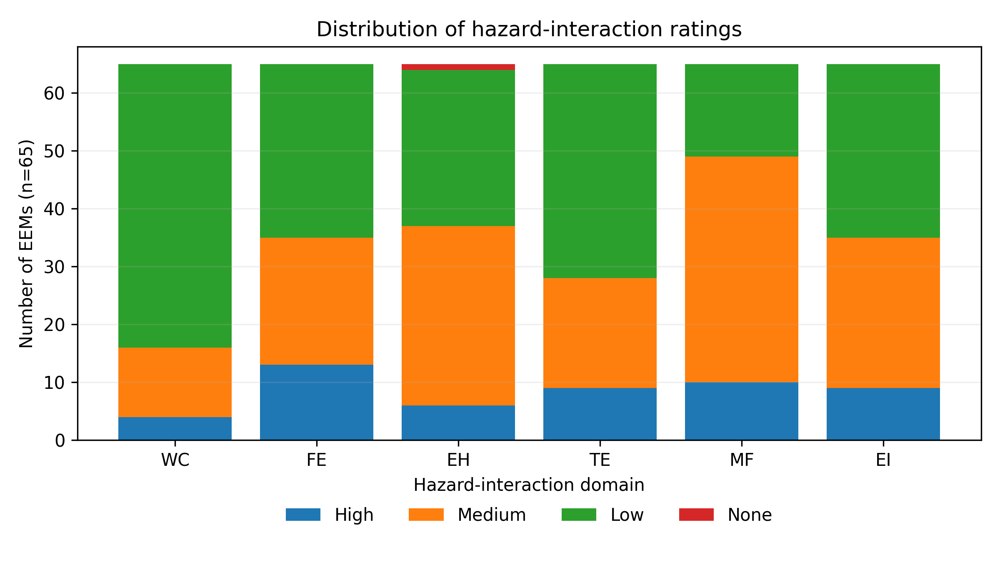 Distribution of hazard-interaction ratings
Number of EEMs (n=65)
60
50
40
30
20
10
0
WC FE EH TE MF EI
Hazard-interaction domain
High Medium Low None